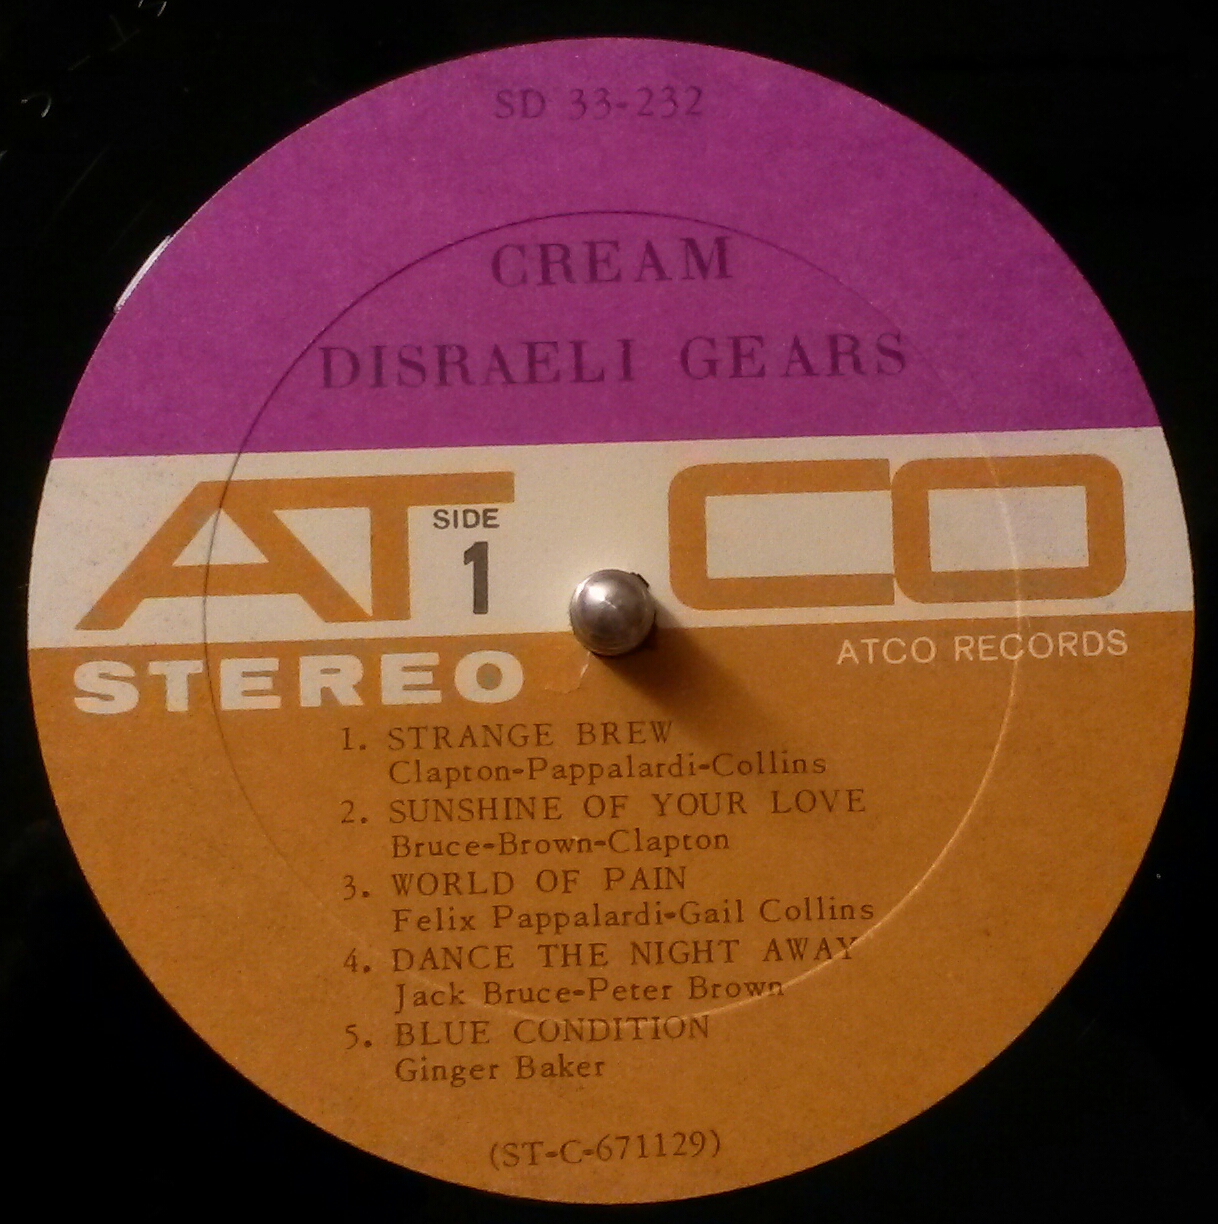 SD 33-232
CREAM
DISRAELI GEARS
ATCO
SIDE
1
ATCO RECORDS
STEREO
1. STRANGE BREW
Clapton-Pappalardi-Collins
2. SUNSHINE OF YOUR LOVE
Bruce-Brown-Clapton
3. WORLD OF PAIN
Felix Pappalardi-Gail Collins
4. DANCE THE NIGHT AWAY
Jack Bruce-Peter Brown
5. BLUE CONDITION
Ginger Baker
(ST-C-671129)